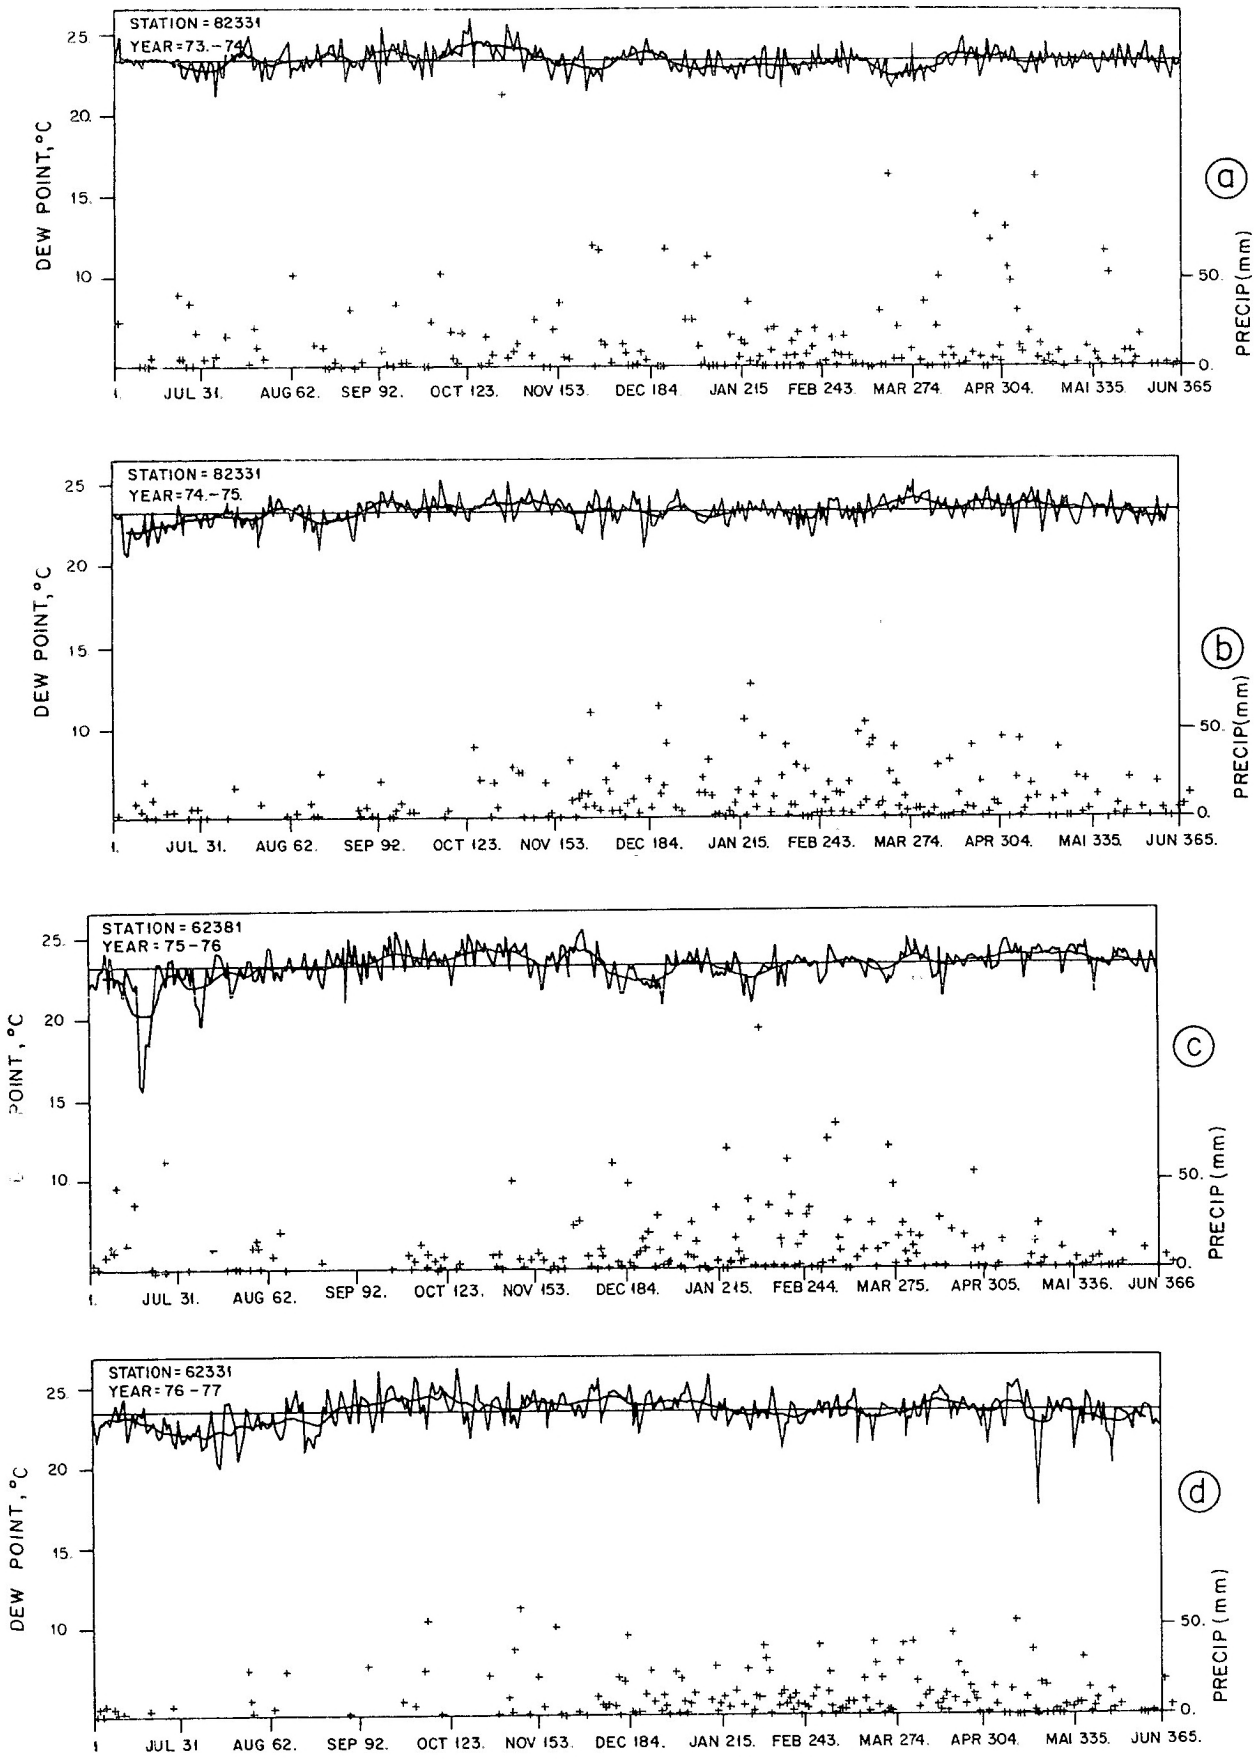 STATION=82331
YEAR=73.-74
25
20.
15.
10
DEW POINT,°C
50.
0.
PRECIP(mm)
a
1. JUL 31. AUG 62. SEP 92. OCT 123. NOV 153. DEC 184. JAN 215 FEB 243. MAR 274. APR 304. MAI 335. JUN 365
STATION=82331
YEAR=74.-75.
25
20
15
10
DEW POINT,°C
50.
0.
PRECIP(mm)
b
1. JUL 31. AUG 62. SEP 92. OCT 123. NOV 153. DEC 184. JAN 215. FEB 243. MAR 274. APR 304. MAI 335. JUN 365.
STATION=62381
YEAR=75-76
25.
20
15
10
POINT,°C
50.
0.
PRECIP(mm)
c
1. JUL 31. AUG 62. SEP 92. OCT 123. NOV 153. DEC 184. JAN 215. FEB 244. MAR 275. APR 305. MAI 336. JUN 366
STATION=62331
YEAR=76-77
25.
20
15.
10
DEW POINT,°C
50.
0.
PRECIP(mm)
d
1 JUL 31 AUG 62. SEP 92. OCT 123. NOV 153. DEC 184. JAN 215. FEB 243. MAR 274. APR 304. MAI 335. JUN 365.